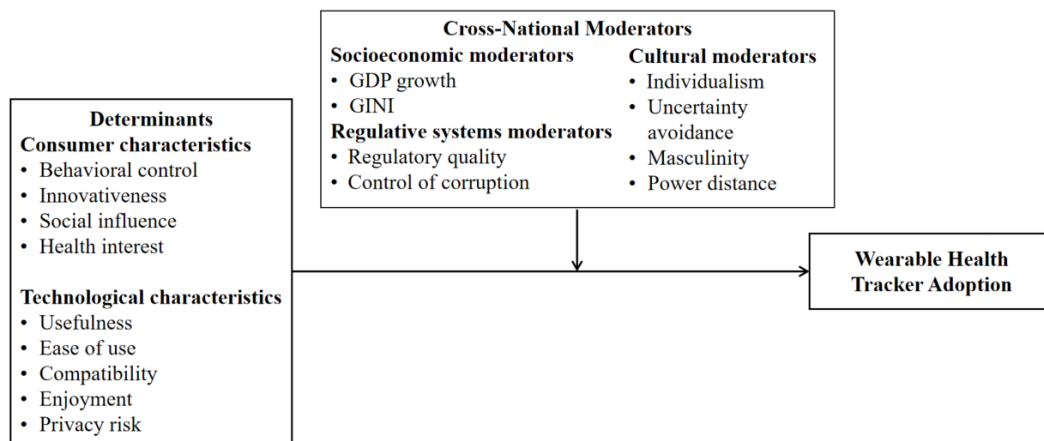 Cross-National Moderators
Socioeconomic moderators
• GDP growth
• GINI
Regulative systems moderators
• Regulatory quality
• Control of corruption
Cultural moderators
• Individualism
• Uncertainty
avoidance
• Masculinity
• Power distance
Determinants
Consumer characteristics
• Behavioral control
• Innovativeness
• Social influence
• Health interest
Technological characteristics
• Usefulness
• Ease of use
• Compatibility
• Enjoyment
• Privacy risk
Wearable Health
Tracker Adoption